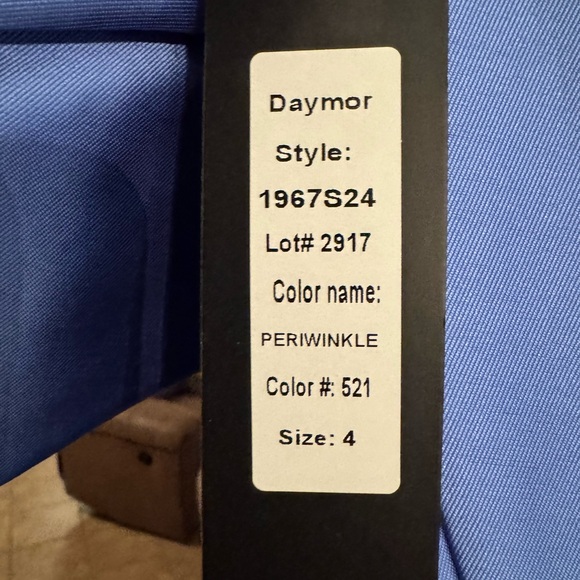 Daymor
Style:
1967S24
Lot# 2917
Color name:
PERIWINKLE
Color #: 521
Size: 4